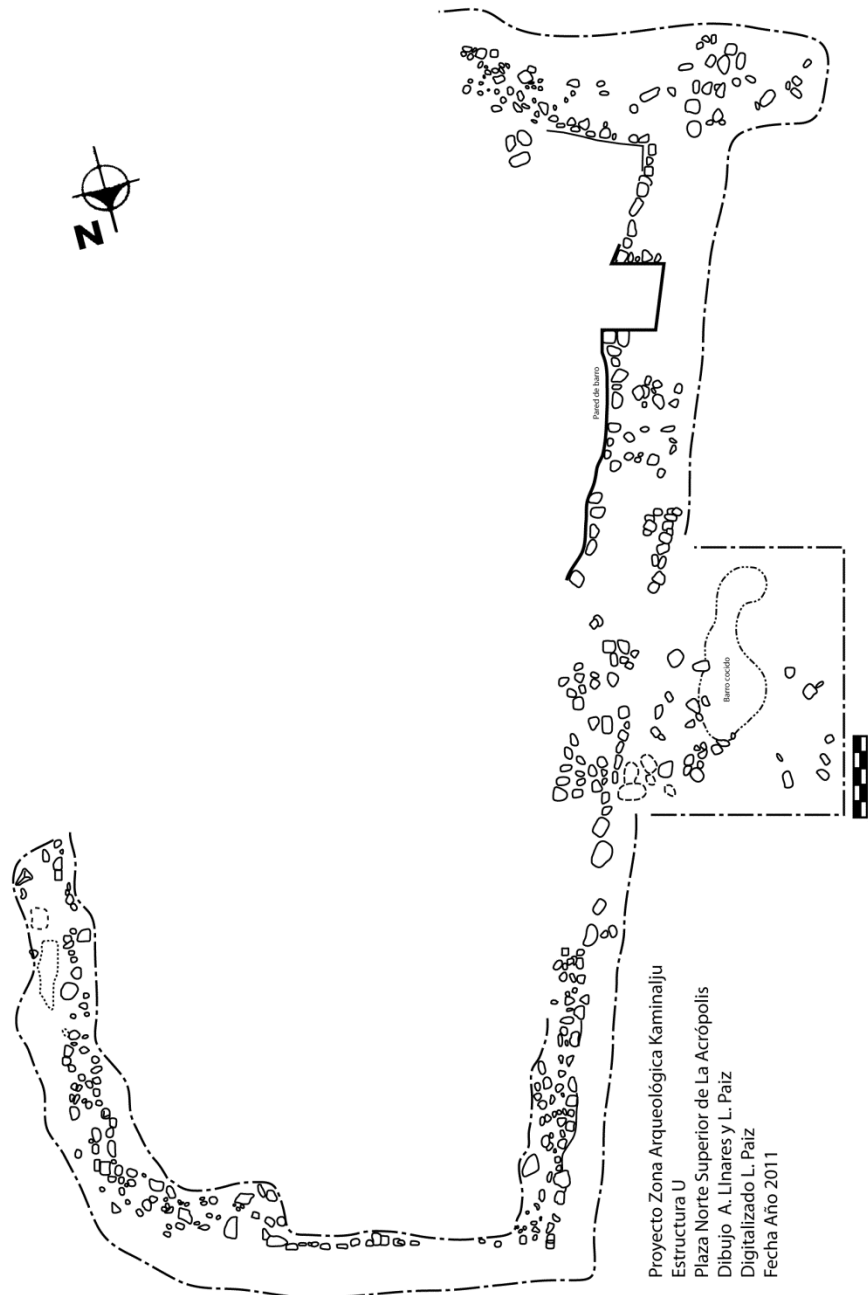 N
Pared de barro
Barro cocido
Proyecto Zona Arqueológica Kaminalju
Estructura U
Plaza Norte Superior de La Acrópolis
Dibujo A. LInares y L. Paiz
Digitalizado L. Paiz
Fecha Año 2011